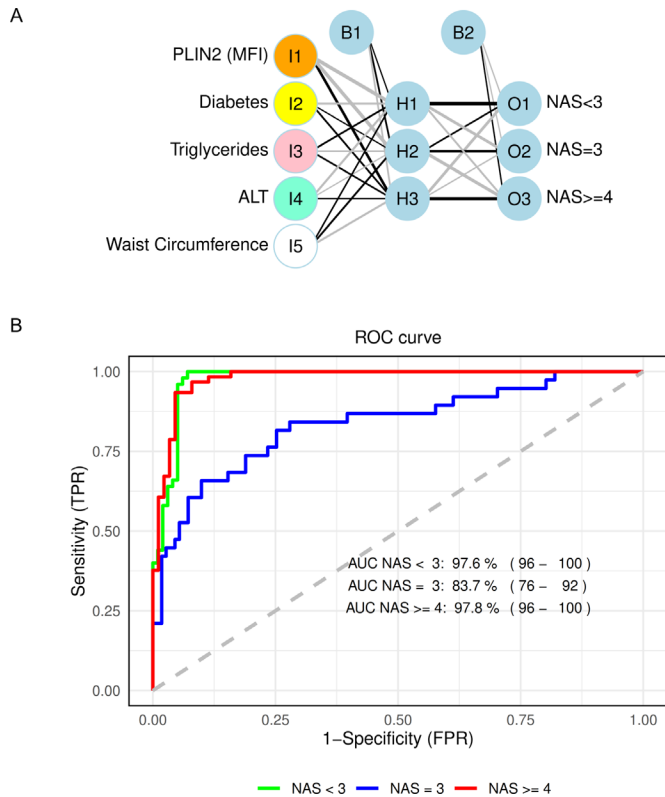 A
B1 B2
PLIN2 (MFI) I1
Diabetes I2 H1 O1 NAS<3
Triglycerides I3 H2 O2 NAS=3
ALT I4 H3 O3 NAS>=4
Waist Circumference I5
B
ROC curve
1.00
0.75
0.50
0.25
0.00
Sensitivity (TPR)
AUC NAS < 3: 97.6 % ( 96 − 100 )
AUC NAS = 3: 83.7 % ( 76 − 92 )
AUC NAS >= 4: 97.8 % ( 96 − 100 )
0.00 0.25 0.50 0.75 1.00
1−Specificity (FPR)
NAS < 3 NAS = 3 NAS >= 4